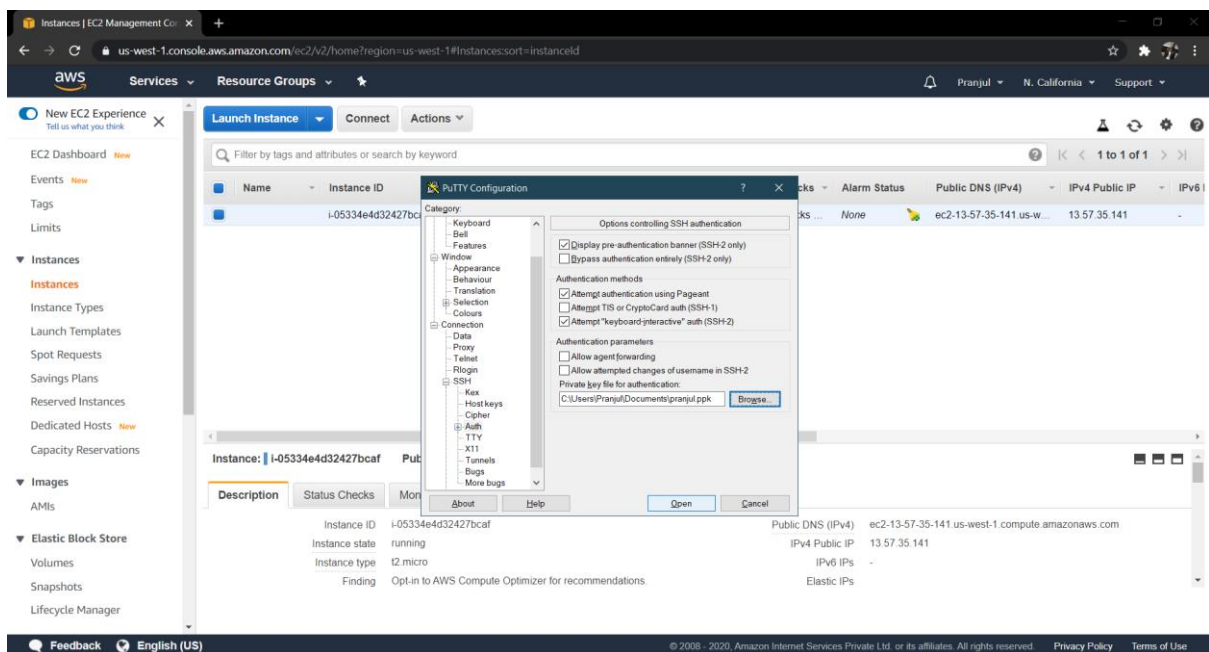 Instances | EC2 Management Co
us-west-1.console.aws.amazon.com/ec2/v2/home?region=us-west-1#Instances:sort=instanceId
aws Services Resource Groups Pranjul N. California Support
New EC2 Experience
Tell us what you think
EC2 Dashboard New
Events New
Tags
Limits
Instances
Instances
Instance Types
Launch Templates
Spot Requests
Savings Plans
Reserved Instances
Dedicated Hosts New
Capacity Reservations
Images
AMIs
Elastic Block Store
Volumes
Snapshots
Lifecycle Manager
Launch Instance Connect Actions
Filter by tags and attributes or search by keyword 1 to 1 of 1
Name Instance ID cks Alarm Status Public DNS (IPv4) IPv4 Public IP IPv6
i-05334e4d32427bc ks ... None ec2-13-57-35-141.us-w... 13.57.35.141 -
PuTTY Configuration ? X
Category:
Keyboard
Bell
Features
Window
Appearance
Behaviour
Translation
Selection
Colours
Connection
Data
Proxy
Telnet
Rlogin
SSH
Kex
Host keys
Cipher
Auth
TTY
X11
Tunnels
Bugs
More bugs
Options controlling SSH authentication
Display pre-authentication banner (SSH-2 only)
Bypass authentication entirely (SSH-2 only)
Authentication methods
Attempt authentication using Pageant
Attempt TIS or CryptoCard auth (SSH-1)
Attempt "keyboard-interactive" auth (SSH-2)
Authentication parameters
Allow agent forwarding
Allow attempted changes of username in SSH-2
Private key file for authentication:
C:\Users\Pranjul\Documents\pranjul.ppk Browse...
About Help Open Cancel
Instance: i-05334e4d32427bcaf Pub
Description Status Checks Mon
Instance ID i-05334e4d32427bcaf Public DNS (IPv4) ec2-13-57-35-141.us-west-1.compute.amazonaws.com
Instance state running IPv4 Public IP 13.57.35.141
Instance type t2.micro IPv6 IPs -
Finding Opt-in to AWS Compute Optimizer for recommendations. Elastic IPs
Feedback English (US) © 2008 - 2020, Amazon Internet Services Private Ltd. or its affiliates. All rights reserved. Privacy Policy Terms of Use